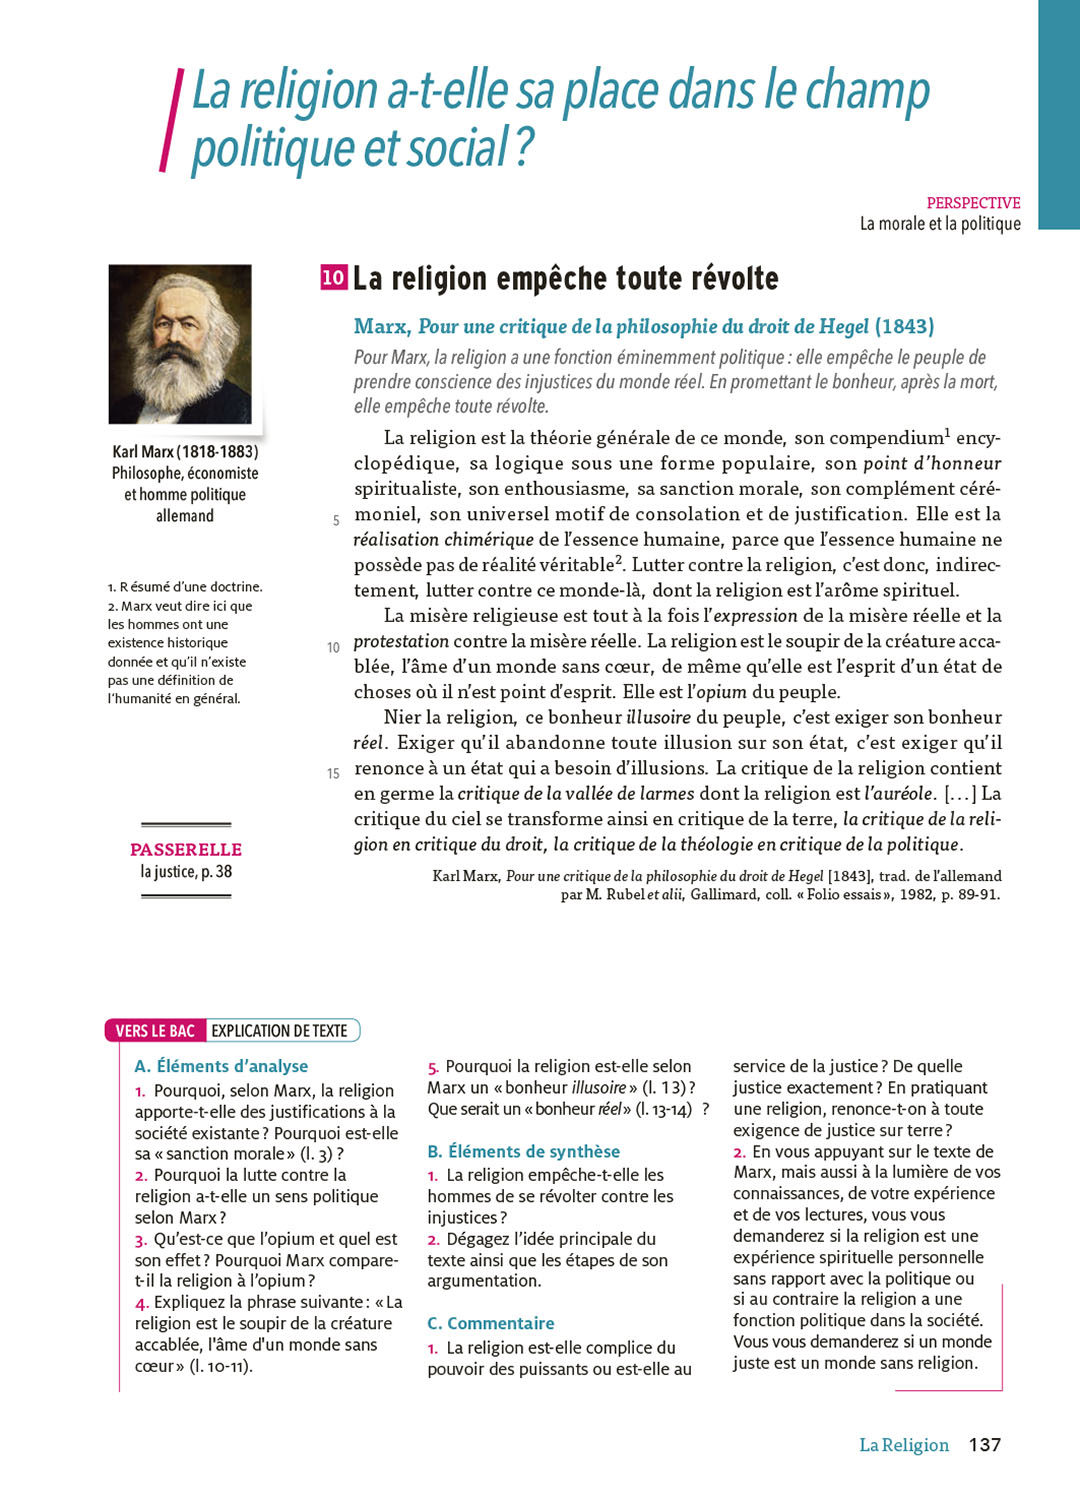 La religion a-t-elle sa place dans le champ
politique et social ?
PERSPECTIVE
La morale et la politique
10 La religion empêche toute révolte
Marx, Pour une critique de la philosophie du droit de Hegel (1843)
Pour Marx, la religion a une fonction éminemment politique : elle empêche le peuple de
prendre conscience des injustices du monde réel. En promettant le bonheur, après la mort,
elle empêche toute révolte.
Karl Marx (1818-1883)
Philosophe, économiste
et homme politique
allemand
La religion est la théorie générale de ce monde, son compendium1 ency-
clopédique, sa logique sous une forme populaire, son point d'honneur
spiritualiste, son enthousiasme, sa sanction morale, son complément céré-
5 moniel, son universel motif de consolation et de justification. Elle est la
réalisation chimérique de l'essence humaine, parce que l'essence humaine ne
possède pas de réalité véritable2. Lutter contre la religion, c'est donc, indirec-
tement, lutter contre ce monde-là, dont la religion est l'arôme spirituel.
La misère religieuse est tout à la fois l'expression de la misère réelle et la
10 protestation contre la misère réelle. La religion est le soupir de la créature acca-
blée, l'âme d'un monde sans cœur, de même qu'elle est l'esprit d'un état de
choses où il n'est point d'esprit. Elle est l'opium du peuple.
Nier la religion, ce bonheur illusoire du peuple, c'est exiger son bonheur
réel. Exiger qu'il abandonne toute illusion sur son état, c'est exiger qu'il
15 renonce à un état qui a besoin d'illusions. La critique de la religion contient
en germe la critique de la vallée de larmes dont la religion est l'auréole. [...] La
critique du ciel se transforme ainsi en critique de la terre, la critique de la reli-
gion en critique du droit, la critique de la théologie en critique de la politique.
Karl Marx, Pour une critique de la philosophie du droit de Hegel [1843], trad. de l'allemand
par M. Rubel et alii, Gallimard, coll. « Folio essais », 1982, p. 89-91.
1. R ésumé d'une doctrine.
2. Marx veut dire ici que
les hommes ont une
existence historique
donnée et qu'il n'existe
pas une définition de
l'humanité en général.
PASSERELLE
la justice, p. 38
VERS LE BAC EXPLICATION DE TEXTE
A. Éléments d'analyse
1. Pourquoi, selon Marx, la religion
apporte-t-elle des justifications à la
société existante ? Pourquoi est-elle
sa « sanction morale » (l. 3) ?
2. Pourquoi la lutte contre la
religion a-t-elle un sens politique
selon Marx ?
3. Qu'est-ce que l'opium et quel est
son effet ? Pourquoi Marx compare-
t-il la religion à l'opium ?
4. Expliquez la phrase suivante : « La
religion est le soupir de la créature
accablée, l'âme d'un monde sans
cœur » (l. 10-11).
5. Pourquoi la religion est-elle selon
Marx un « bonheur illusoire » (l. 13) ?
Que serait un « bonheur réel » (l. 13-14) ?
B. Éléments de synthèse
1. La religion empêche-t-elle les
hommes de se révolter contre les
injustices ?
2. Dégagez l'idée principale du
texte ainsi que les étapes de son
argumentation.
C. Commentaire
1. La religion est-elle complice du
pouvoir des puissants ou est-elle au
service de la justice ? De quelle
justice exactement ? En pratiquant
une religion, renonce-t-on à toute
exigence de justice sur terre ?
2. En vous appuyant sur le texte de
Marx, mais aussi à la lumière de vos
connaissances, de votre expérience
et de vos lectures, vous vous
demanderez si la religion est une
expérience spirituelle personnelle
sans rapport avec la politique ou
si au contraire la religion a une
fonction politique dans la société.
Vous vous demanderez si un monde
juste est un monde sans religion.
La Religion 137